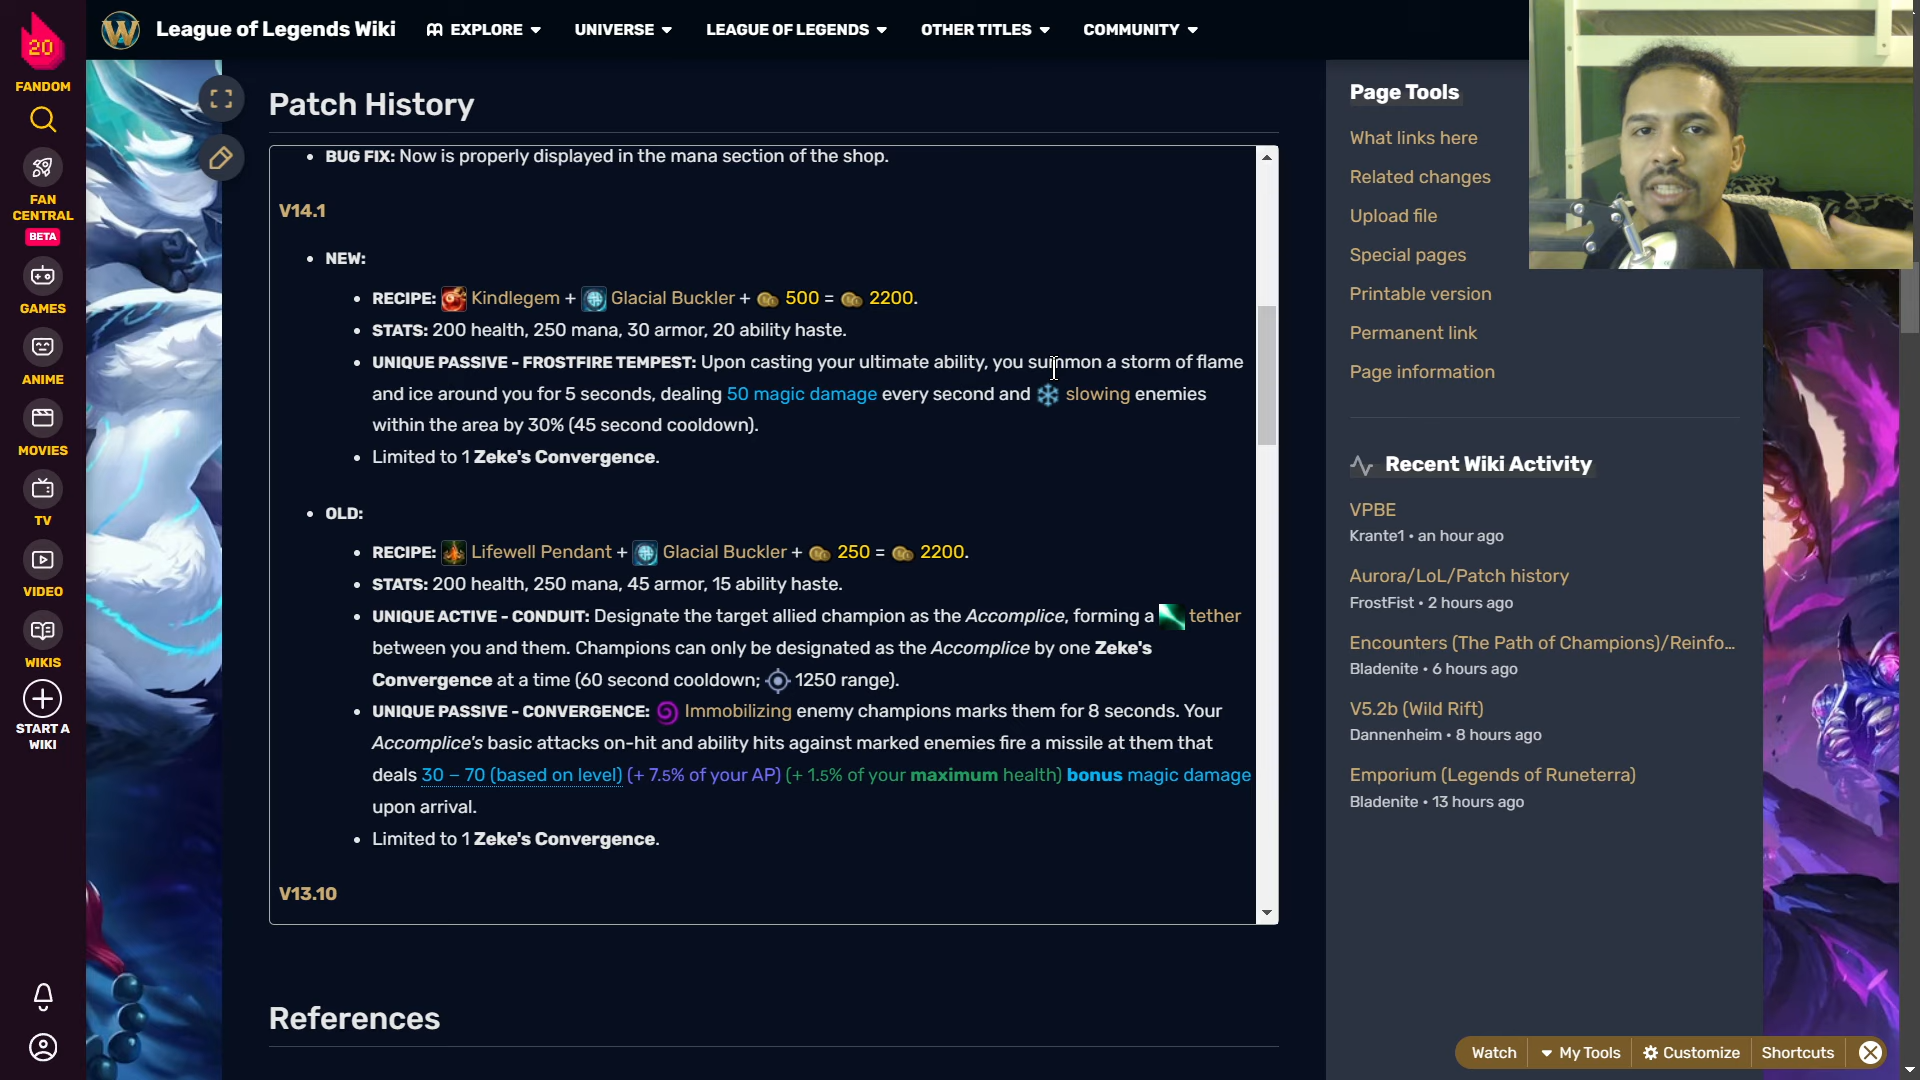 20
FANDOM
FAN
CENTRAL
BETA
GAMES
ANIME
MOVIES
TV
VIDEO
WIKIS
START A
WIKI
W
League of Legends Wiki
EXPLORE
UNIVERSE
LEAGUE OF LEGENDS
OTHER TITLES
COMMUNITY
Patch History
• BUG FIX: Now is properly displayed in the mana section of the shop.
V14.1
• NEW:
• RECIPE: Kindlegem + Glacial Buckler + 500 = 2200.
• STATS: 200 health, 250 mana, 30 armor, 20 ability haste.
• UNIQUE PASSIVE - FROSTFIRE TEMPEST: Upon casting your ultimate ability, you summon a storm of flame
and ice around you for 5 seconds, dealing 50 magic damage every second and slowing enemies
within the area by 30% (45 second cooldown).
• Limited to 1 Zeke's Convergence.
• OLD:
• RECIPE: Lifewell Pendant + Glacial Buckler + 250 = 2200.
• STATS: 200 health, 250 mana, 45 armor, 15 ability haste.
• UNIQUE ACTIVE - CONDUIT: Designate the target allied champion as the Accomplice, forming a tether
between you and them. Champions can only be designated as the Accomplice by one Zeke's
Convergence at a time (60 second cooldown; 1250 range).
• UNIQUE PASSIVE - CONVERGENCE: Immobilizing enemy champions marks them for 8 seconds. Your
Accomplice's basic attacks on-hit and ability hits against marked enemies fire a missile at them that
deals 30 – 70 (based on level) (+ 7.5% of your AP) (+ 1.5% of your maximum health) bonus magic damage
upon arrival.
• Limited to 1 Zeke's Convergence.
V13.10
References
Page Tools
What links here
Related changes
Upload file
Special pages
Printable version
Permanent link
Page information
Recent Wiki Activity
VPBE
Krante1 • an hour ago
Aurora/LoL/Patch history
FrostFist • 2 hours ago
Encounters (The Path of Champions)/Reinfo...
Bladenite • 6 hours ago
V5.2b (Wild Rift)
Dannenheim • 8 hours ago
Emporium (Legends of Runeterra)
Bladenite • 13 hours ago
Watch
My Tools
Customize
Shortcuts